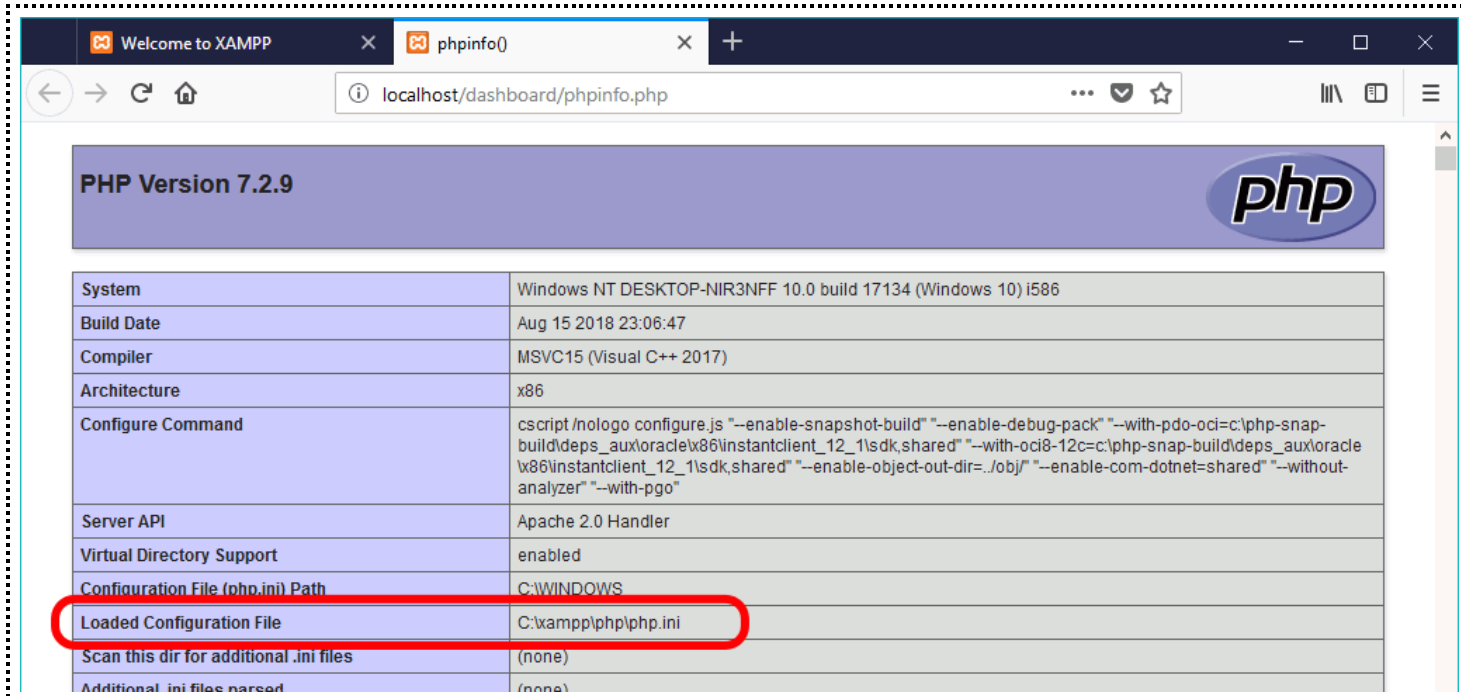 Welcome to XAMPP
phpinfo()
localhost/dashboard/phpinfo.php
PHP Version 7.2.9
php
System Windows NT DESKTOP-NIR3NFF 10.0 build 17134 (Windows 10) i586
Build Date Aug 15 2018 23:06:47
Compiler MSVC15 (Visual C++ 2017)
Architecture x86
Configure Command cscript /nologo configure.js "--enable-snapshot-build" "--enable-debug-pack" "--with-pdo-oci=c:\php-snap-
build\deps_aux\oracle\x86\instantclient_12_1\sdk,shared" "--with-oci8-12c=c:\php-snap-build\deps_aux\oracle
\x86\instantclient_12_1\sdk,shared" "--enable-object-out-dir=../obj/" "--enable-com-dotnet=shared" "--without-
analyzer" "--with-pgo"
Server API Apache 2.0 Handler
Virtual Directory Support enabled
Configuration File (php.ini) Path C:\WINDOWS
Loaded Configuration File C:\xampp\php\php.ini
Scan this dir for additional .ini files (none)
Additional .ini files parsed (none)